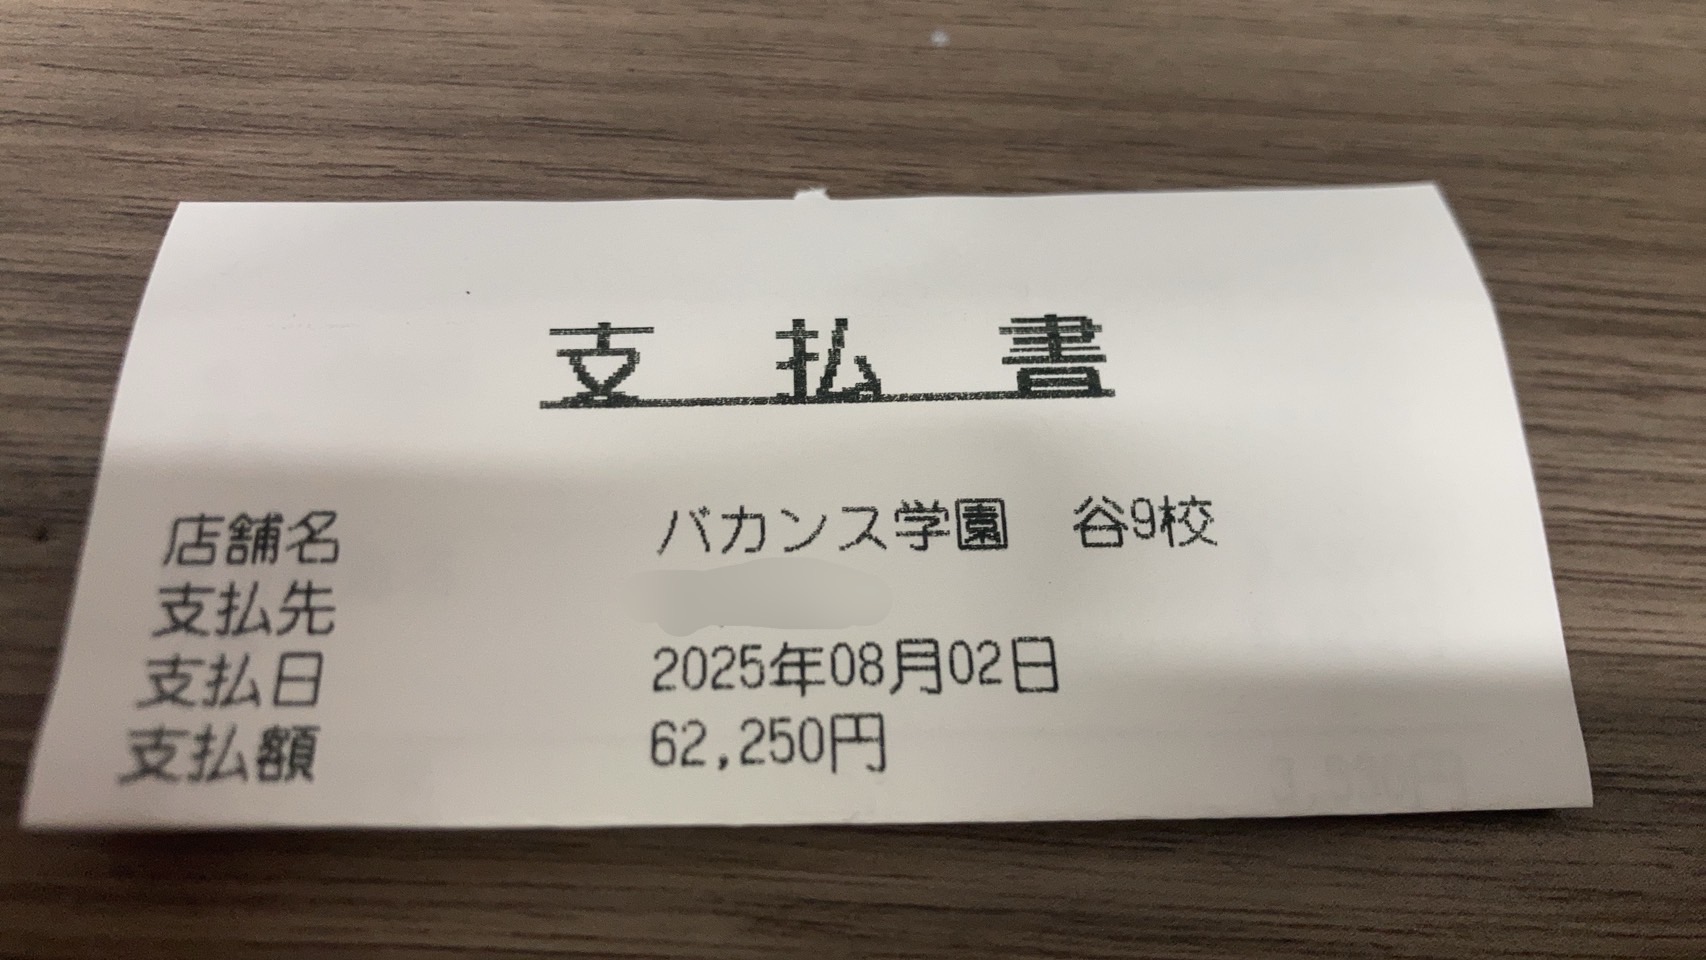 支払書
店舗名 バカンス学園 谷9校
支払先
支払日 2025年08月02日
支払額 62,250円